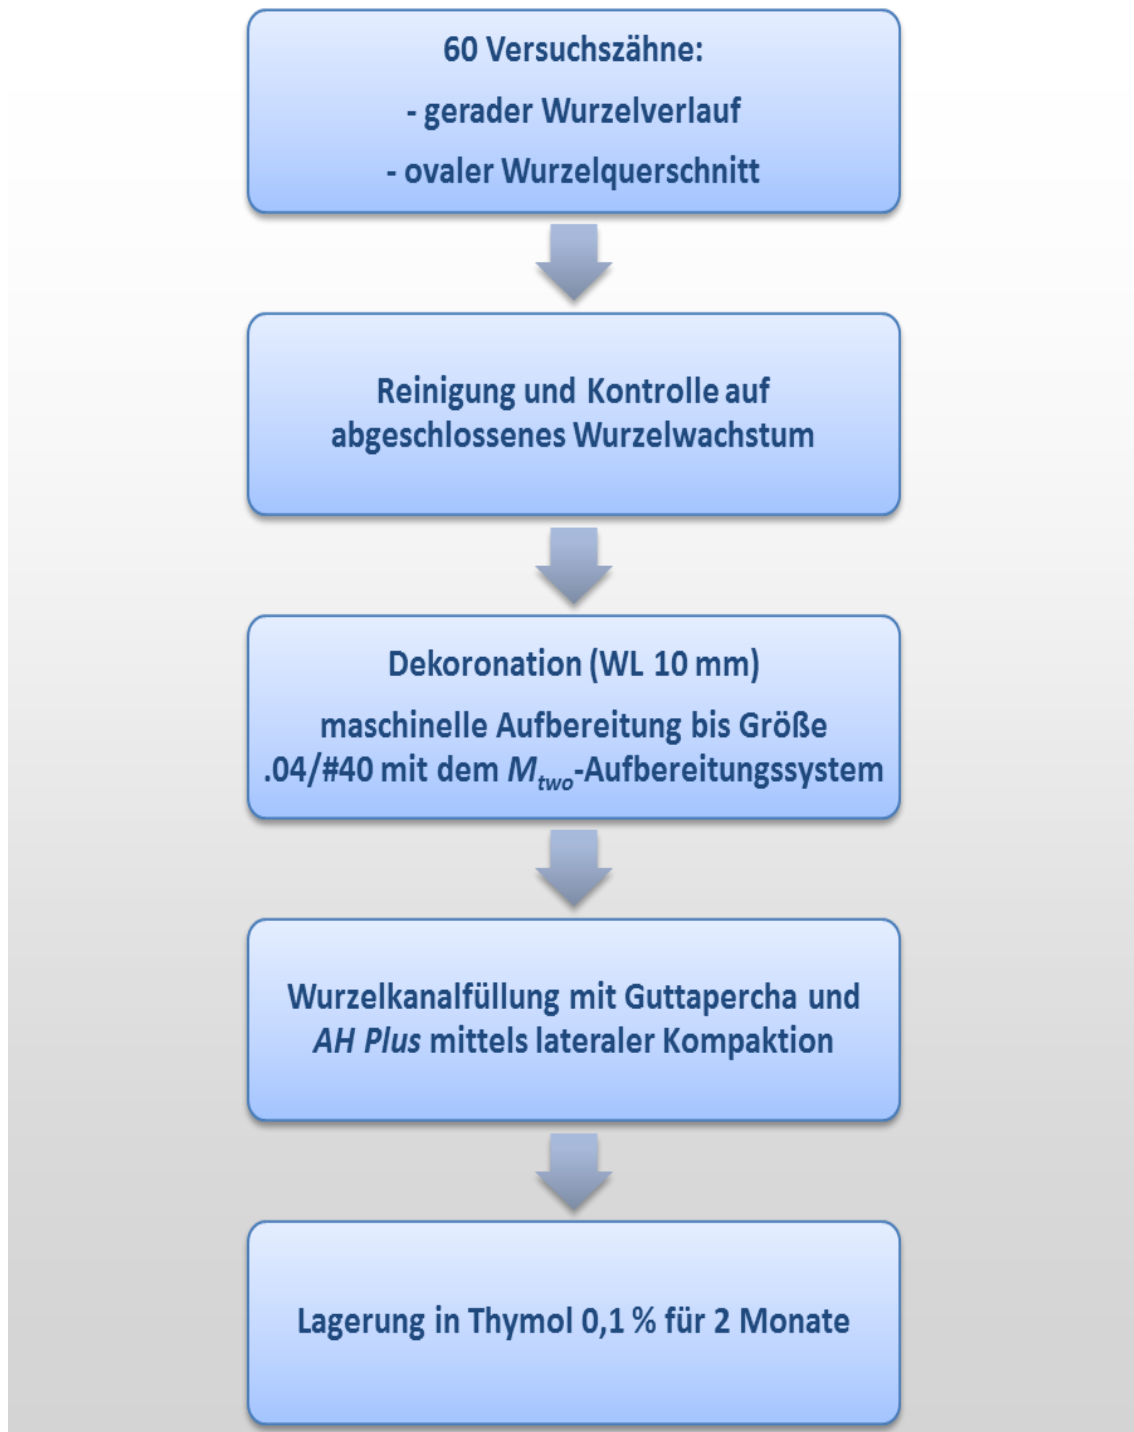 60 Versuchszähne:
- gerader Wurzelverlauf
- ovaler Wurzelquerschnitt
Reinigung und Kontrolle auf
abgeschlossenes Wurzelwachstum
Dekoronation (WL 10 mm)
maschinelle Aufbereitung bis Größe
.04/#40 mit dem Mtwo-Aufbereitungssystem
Wurzelkanalfüllung mit Guttapercha und
AH Plus mittels lateraler Kompaktion
Lagerung in Thymol 0,1 % für 2 Monate